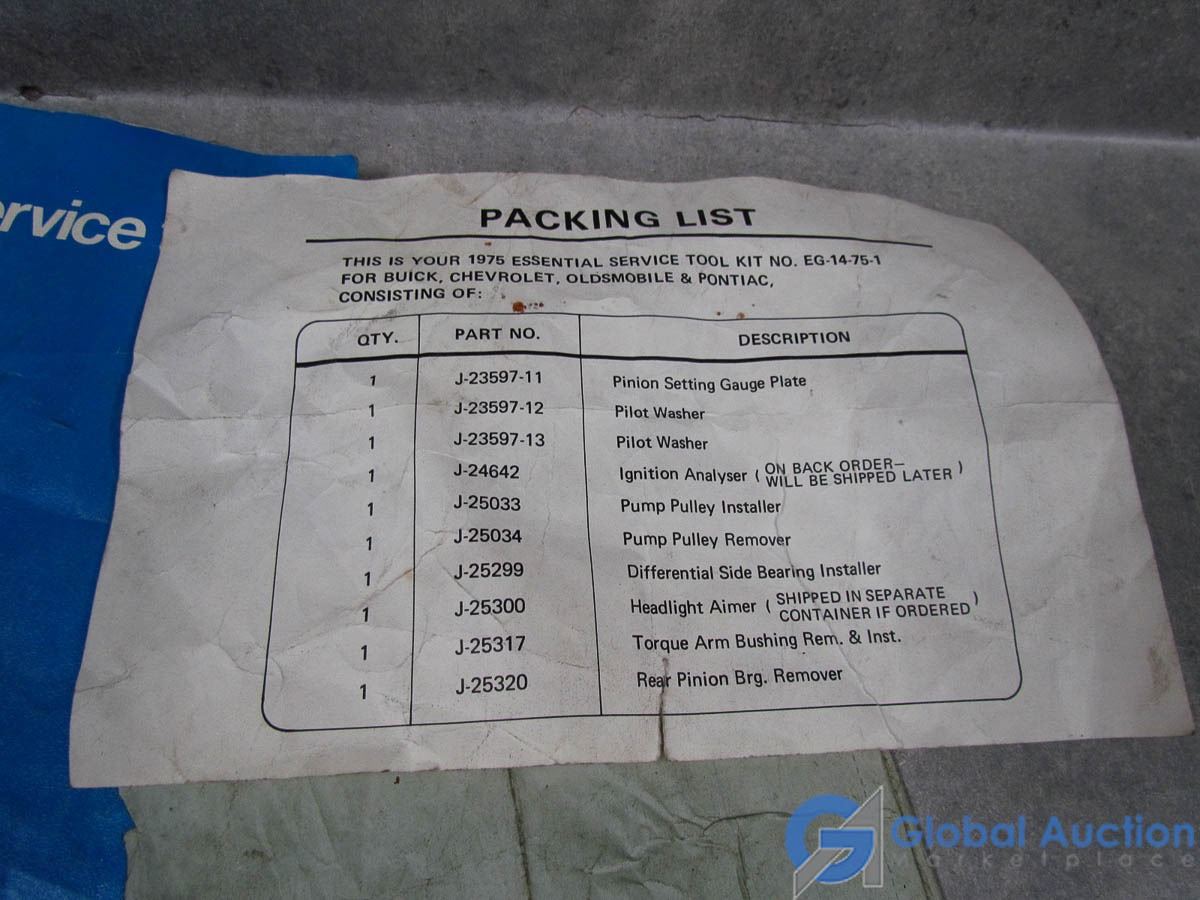 ervice
PACKING LIST
THIS IS YOUR 1975 ESSENTIAL SERVICE TOOL KIT NO. EG-14-75-1
FOR BUICK, CHEVROLET, OLDSMOBILE & PONTIAC,
CONSISTING OF:
QTY. PART NO. DESCRIPTION
1 J-23597-11 Pinion Setting Gauge Plate
1 J-23597-12 Pilot Washer
1 J-23597-13 Pilot Washer
1 J-24642 Ignition Analyser (ON BACK ORDER—
WILL BE SHIPPED LATER)
1 J-25033 Pump Pulley Installer
1 J-25034 Pump Pulley Remover
1 J-25299 Differential Side Bearing Installer
1 J-25300 Headlight Aimer (SHIPPED IN SEPARATE
CONTAINER IF ORDERED)
1 J-25317 Torque Arm Bushing Rem. & Inst.
1 J-25320 Rear Pinion Brg. Remover
Global Auction
Marketplace